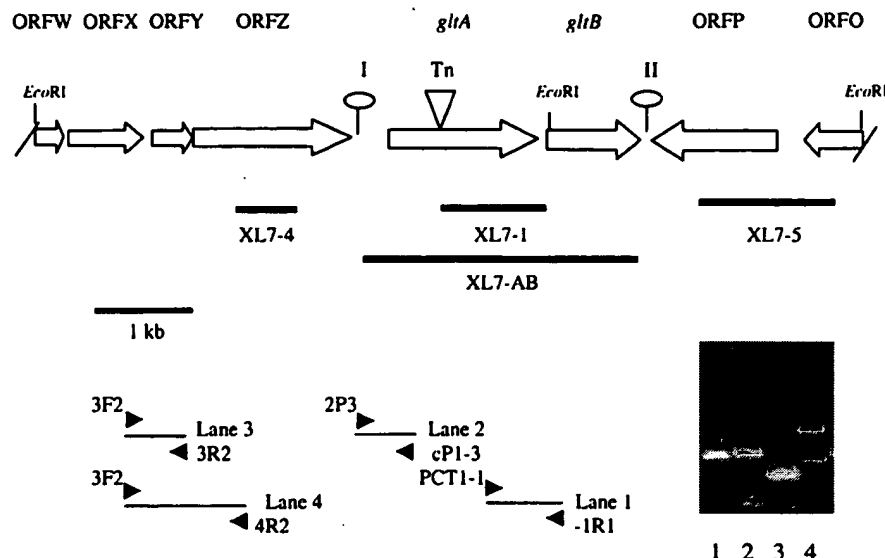 ORFW ORFX ORFY ORFZ gltA gltB ORFP ORFO
I Tn II
EcoRI EcoRI EcoRI
XL7-4 XL7-1 XL7-5
XL7-AB
1 kb
3F2 Lane 3
3R2
3F2 Lane 4
4R2
2P3 Lane 2
cP1-3
PCT1-1
Lane 1
-1R1
1 2 3 4